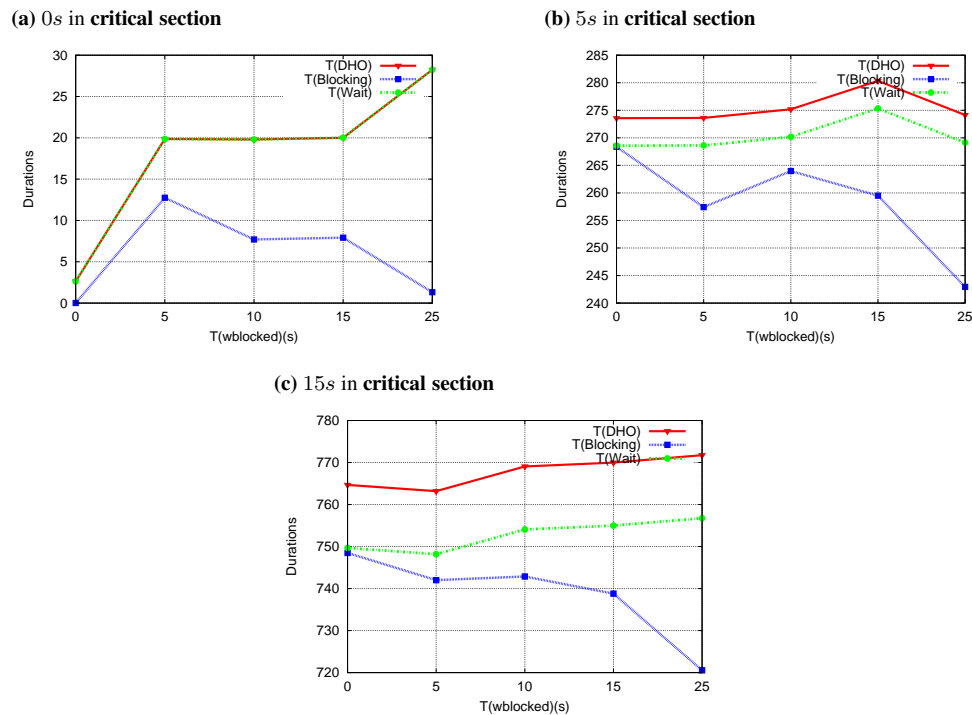 (a) 0s in critical section
30
25
20
15
10
5
0
0
5
10
15
25
Durations
T(wblocked)(s)
T(DHO)
T(Blocking)
T(Wait)
(b) 5s in critical section
285
280
275
270
265
260
255
250
245
240
0
5
10
15
25
Durations
T(wblocked)(s)
T(DHO)
T(Blocking)
T(Wait)
(c) 15s in critical section
780
770
760
750
740
730
720
0
5
10
15
25
Durations
T(wblocked)(s)
T(DHO)
T(Blocking)
T(Wait)